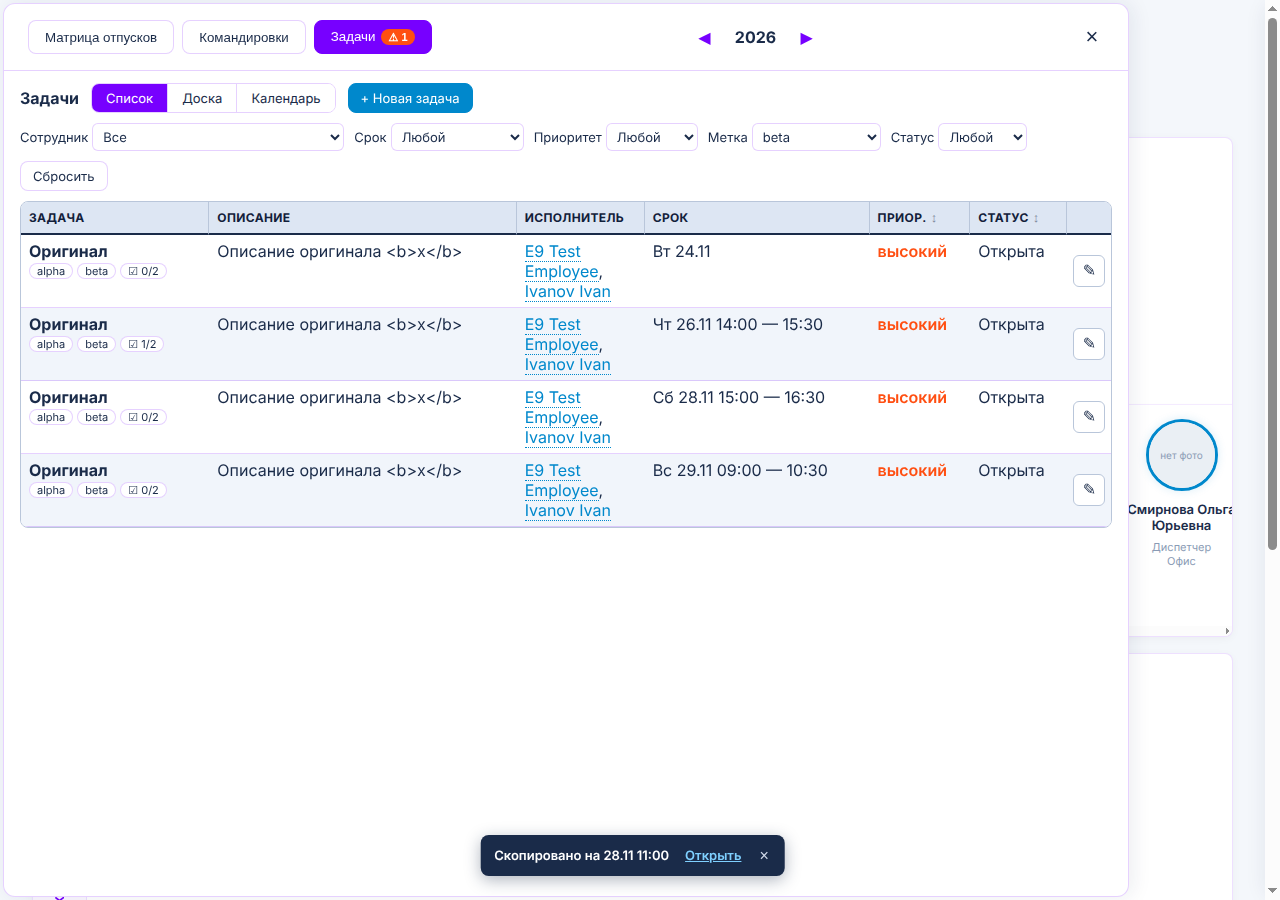 Матрица отпусков
Командировки
Задачи ⚠ 1
◀ 2026 ▶
×
Задачи
Список
Доска
Календарь
+ Новая задача
Сотрудник Все
Срок Любой
Приоритет Любой
Метка beta
Статус Любой
Сбросить
ЗАДАЧА ОПИСАНИЕ ИСПОЛНИТЕЛЬ СРОК ПРИОР. ↕ СТАТУС ↕
Оригинал
alpha beta ☑ 0/2
Описание оригинала <b>x</b>
E9 Test
Employee,
Ivanov Ivan
Вт 24.11
высокий
Открыта
✎
Оригинал
alpha beta ☑ 1/2
Описание оригинала <b>x</b>
E9 Test
Employee,
Ivanov Ivan
Чт 26.11 14:00 — 15:30
высокий
Открыта
✎
Оригинал
alpha beta ☑ 0/2
Описание оригинала <b>x</b>
E9 Test
Employee,
Ivanov Ivan
Сб 28.11 15:00 — 16:30
высокий
Открыта
✎
Оригинал
alpha beta ☑ 0/2
Описание оригинала <b>x</b>
E9 Test
Employee,
Ivanov Ivan
Вс 29.11 09:00 — 10:30
высокий
Открыта
✎
нет фото
Смирнова Ольга
Юрьевна
Диспетчер
Офис
Скопировано на 28.11 11:00 Открыть ×